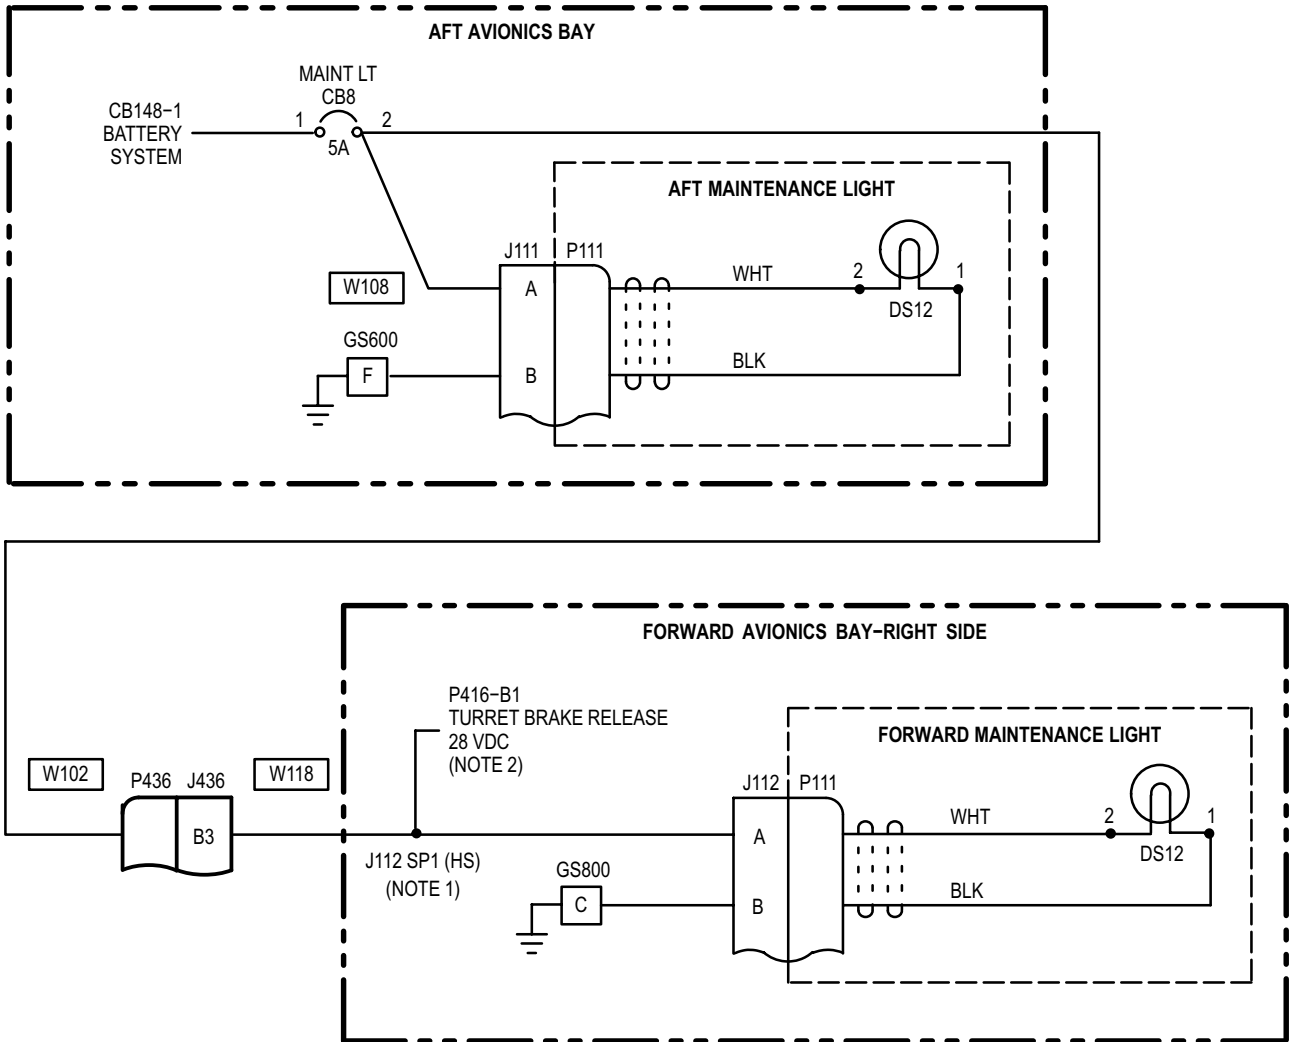 AFT AVIONICS BAY
MAINT LT
CB8
CB148−1
BATTERY
SYSTEM
1
2
5A
AFT MAINTENANCE LIGHT
J111
P111
W108
A
WHT
2
1
DS12
GS600
F
B
BLK
FORWARD AVIONICS BAY−RIGHT SIDE
P416−B1
TURRET BRAKE RELEASE
28 VDC
(NOTE 2)
FORWARD MAINTENANCE LIGHT
W102
P436
J436
W118
B3
J112 SP1 (HS)
(NOTE 1)
J112
P111
A
WHT
2
1
DS12
GS800
C
B
BLK